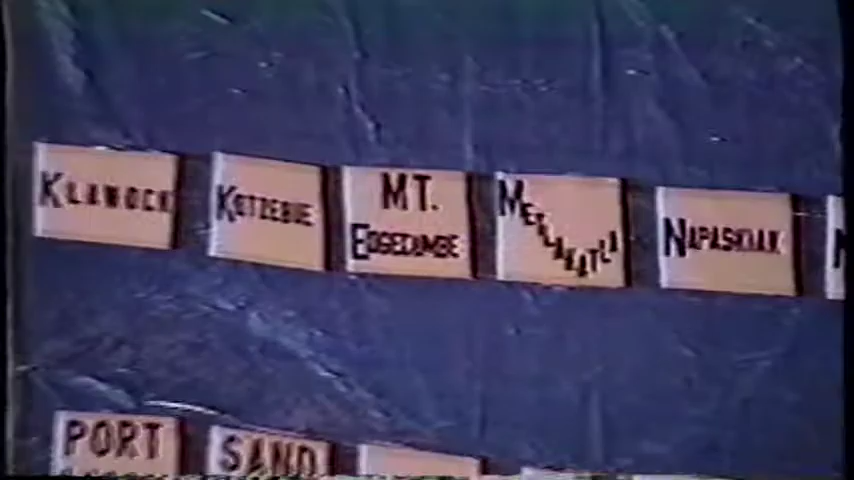 KLAWOCK
KOTZEBUE
MT.
EDGECUMBE
METLAKATLA
NAPASKIAK
N
PORT
SAND